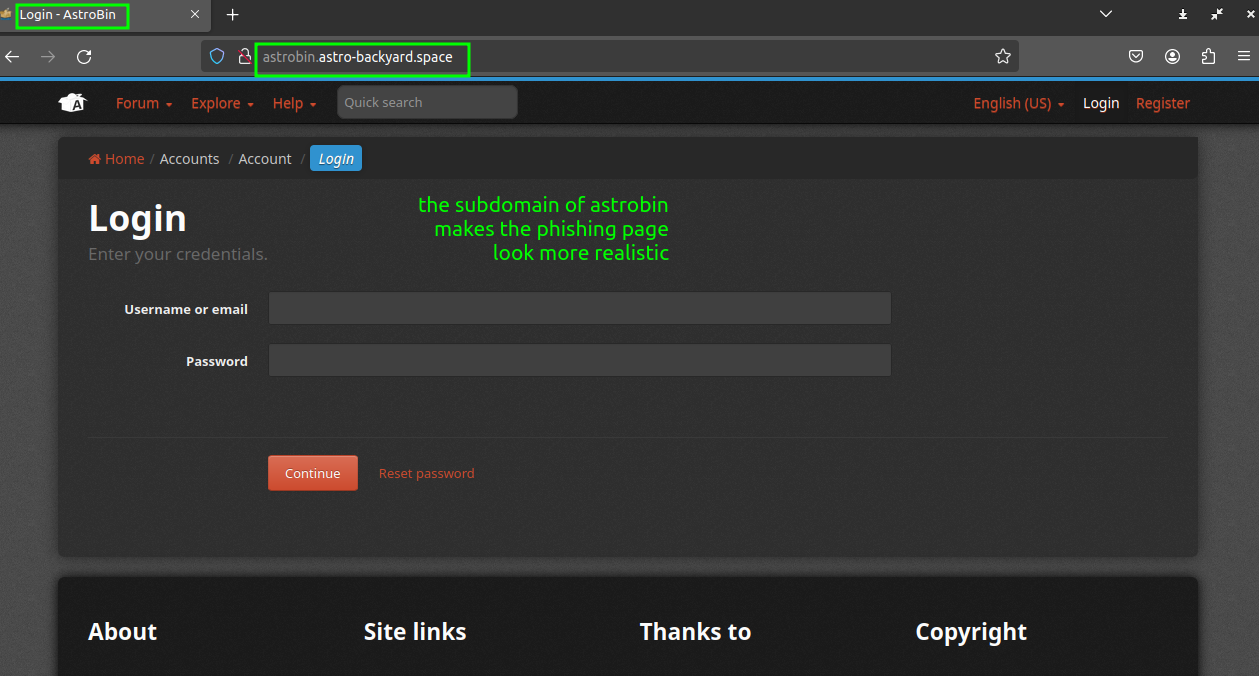 Login - AstroBin
astrobin.astro-backyard.space
A Forum Explore Help Quick search English (US) Login Register
Home / Accounts / Account / Login
Login
Enter your credentials.
the subdomain of astrobin
makes the phishing page
look more realistic
Username or email
Password
Continue Reset password
About Site links Thanks to Copyright